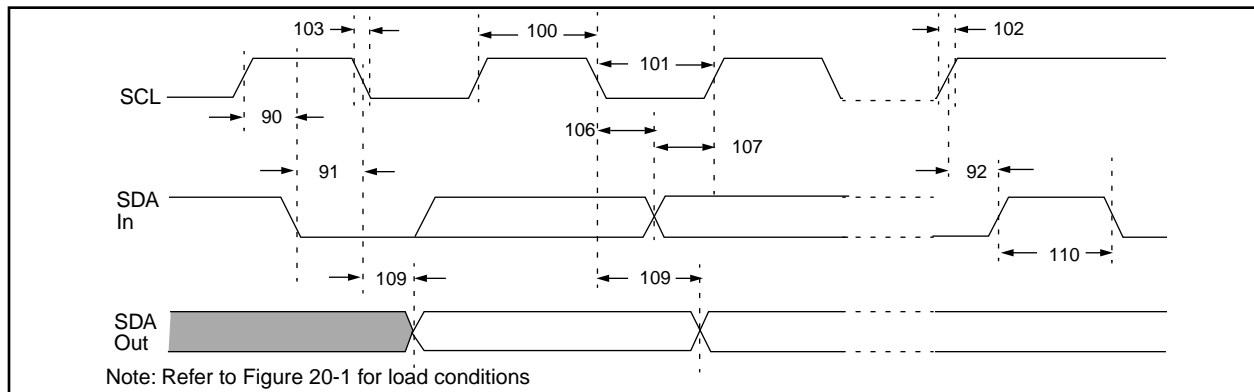 103
100
102
101
SCL
90
106
107
91
92
SDA
In
110
109
109
SDA
Out
Note: Refer to Figure 20-1 for load conditions